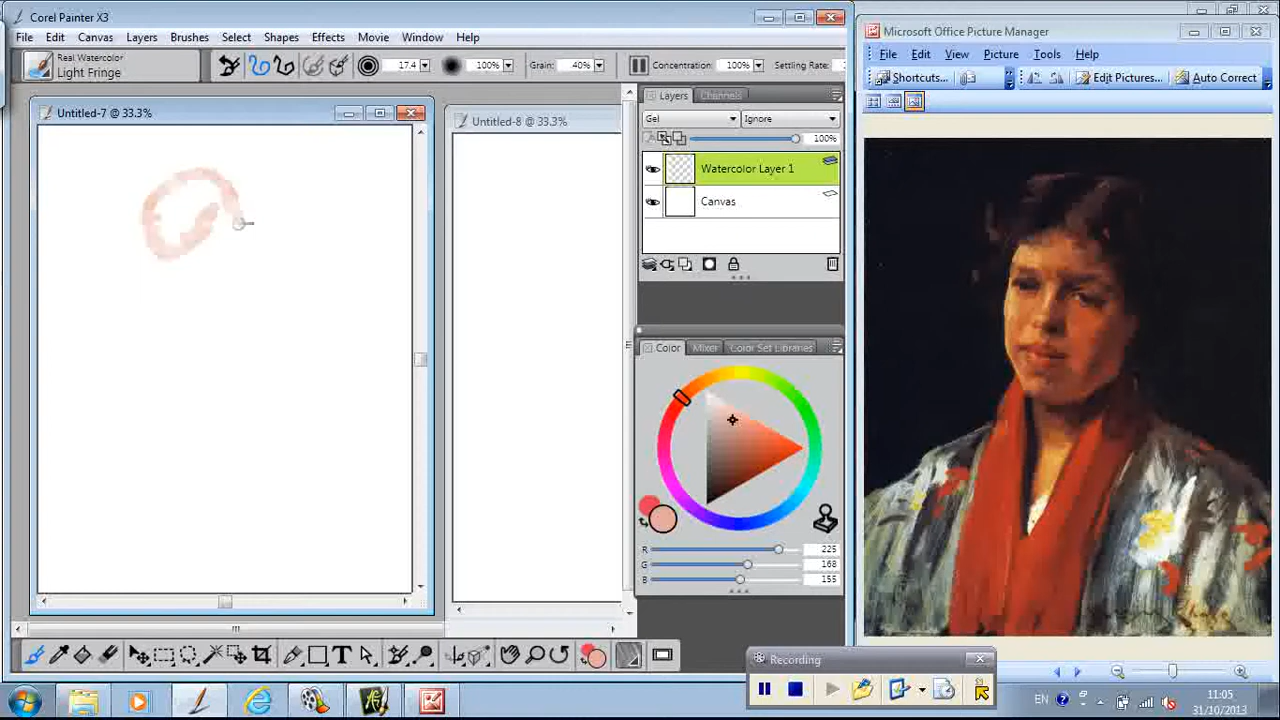 Corel Painter X3
File Edit Canvas Layers Brushes Select Shapes Effects Movie Window Help
Real Watercolor
Light Fringe
17.4
100%
Grain: 40%
Concentration: 100%
Settling Rate:
Untitled-7 @ 33.3%
Untitled-8 @ 33.3%
Layers Channels
Gel Ignore
100%
Watercolor Layer 1
Canvas
Color Mixer Color Set Libraries
R 225
G 168
B 155
Microsoft Office Picture Manager
File Edit View Picture Tools Help
Shortcuts... Edit Pictures... Auto Correct
Recording
EN
11:05
31/10/2013